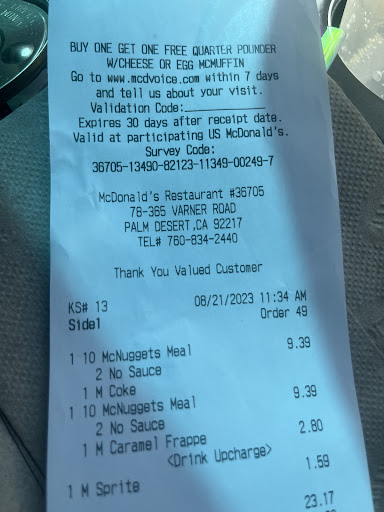 BUY ONE GET ONE FREE QUARTER POUNDER
W/CHEESE OR EGG MCMUFFIN
Go to www.mcdvoice.com within 7 days
and tell us about your visit.
Validation Code:____________
Expires 30 days after receipt date.
Valid at participating US McDonald's.
Survey Code:
36705-13490-82123-11349-00249-7
McDonald's Restaurant #36705
78-365 VARNER ROAD
PALM DESERT,CA 92217
TEL# 760-834-2440
Thank You Valued Customer
KS# 13 08/21/2023 11:34 AM
Side1 Order 49
1 10 McNuggets Meal 9.39
2 No Sauce
1 M Coke
1 10 McNuggets Meal 9.39
2 No Sauce
1 M Caramel Frappe 2.80
<Drink Upcharge>
1 M Sprite 1.59
23.17